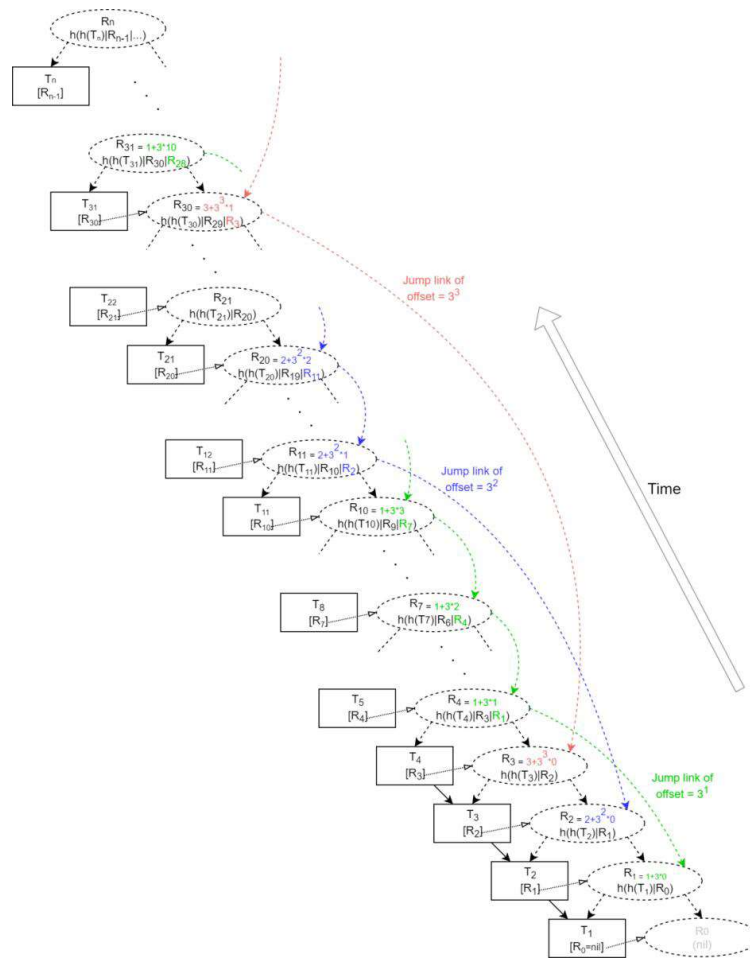 Rn
h(h(Tn)|Rn-1|...)
Tn
[Rn-1]
R31 = 1+3*10
h(h(T31)|R30|R28)
T31
[R30]
R30 = 3+3^3*1
h(h(T30)|R29|R3)
Jump link of
offset = 3^3
T22
[R21]
R21
h(h(T21)|R20)
T21
[R20]
R20 = 2+3^2*2
h(h(T20)|R19|R11)
T12
[R11]
R11 = 2+3^2*1
h(h(T11)|R10|R2)
Jump link of
offset = 3^2
Time
T11
[R10]
R10 = 1+3*3
h(h(T10)|R9|R7)
T8
[R7]
R7 = 1+3*2
h(h(T7)|R6|R4)
T5
[R4]
R4 = 1+3*1
h(h(T4)|R3|R1)
T4
[R3]
R3 = 3+3^3*0
h(h(T3)|R2)
Jump link of
offset = 3^1
T3
[R2]
R2 = 2+3^2*0
h(h(T2)|R1)
T2
[R1]
R1 = 1+3*0
h(h(T1)|R0)
T1
[R0=nil]
R0
(nil)